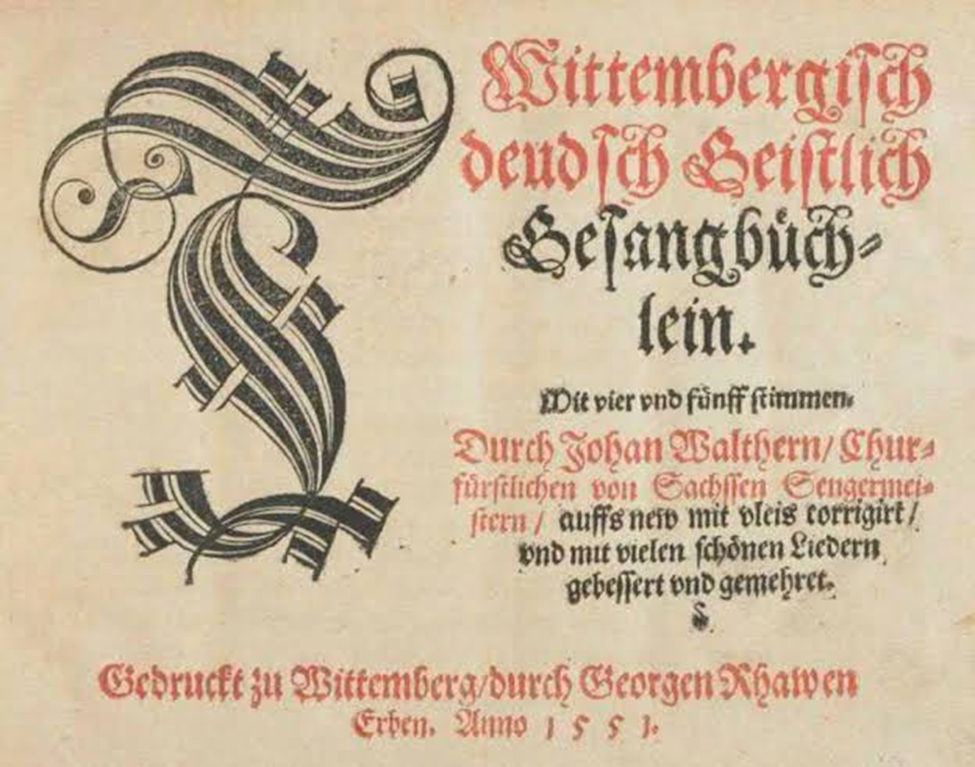 T
Wittembergisch
deudsch Geistlich
Gesangbüch-
lein.
Mit vier vnd fünff stimmen.
Durch Johan Walthern/ Chur-
fürstlichen von Sachssen Sengermei-
stern / auffs new mit vleis corrigirt /
vnd mit vielen schönen Liedern
gebessert vnd gemehret.
Gedruckt zu Wittemberg/durch Georgen Rhawen
Erben. Anno 1551.